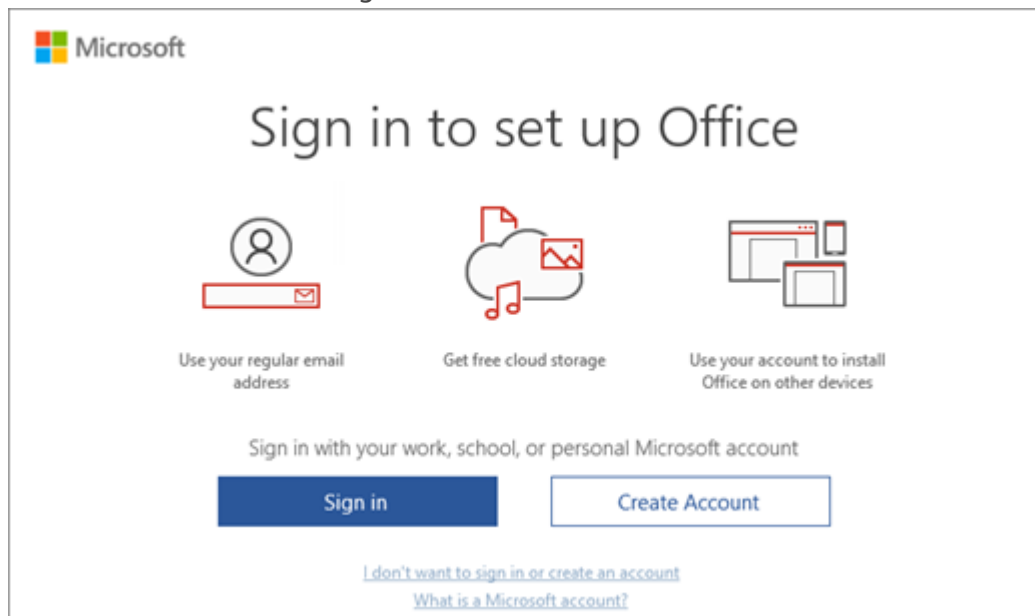 Microsoft
Sign in to set up Office
Use your regular email
address
Get free cloud storage
Use your account to install
Office on other devices
Sign in with your work, school, or personal Microsoft account
Sign in
Create Account
I don't want to sign in or create an account
What is a Microsoft account?